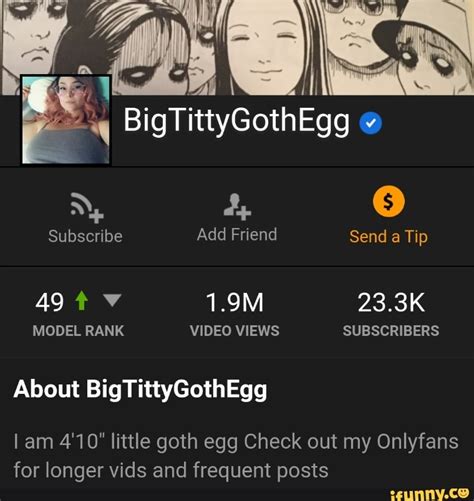 BigTittyGothEgg
Subscribe
Add Friend
Send a Tip
49
1.9M
23.3K
MODEL RANK
VIDEO VIEWS
SUBSCRIBERS
About BigTittyGothEgg
I am 4'10" little goth egg Check out my Onlyfans
for longer vids and frequent posts
ifunny.co